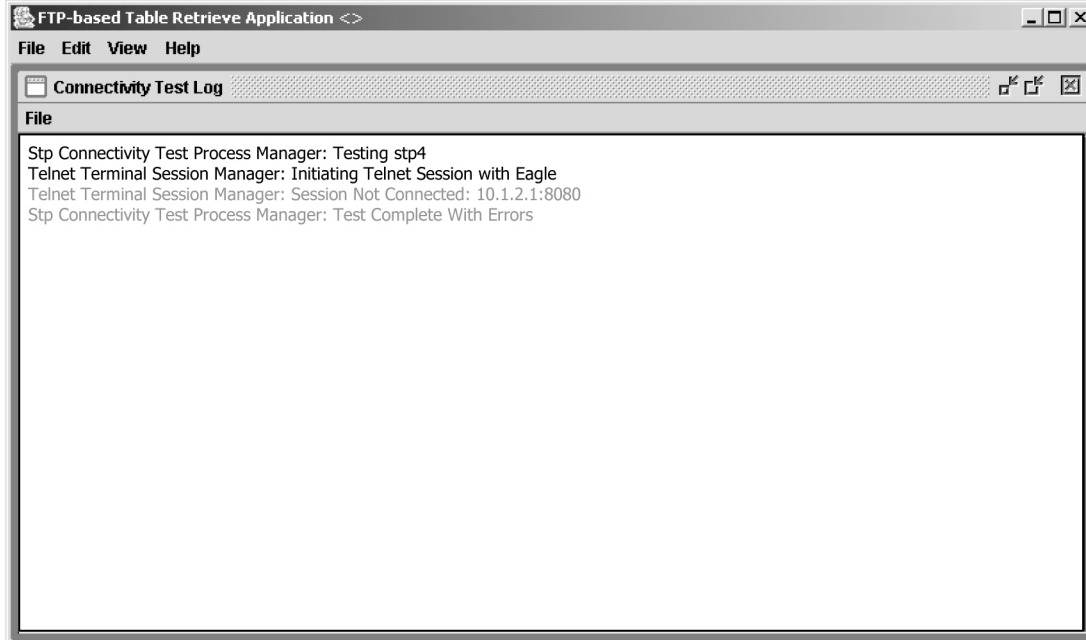 FTP-based Table Retrieve Application <>
File Edit View Help
Connectivity Test Log
File
Stp Connectivity Test Process Manager: Testing stp4
Telnet Terminal Session Manager: Initiating Telnet Session with Eagle
Telnet Terminal Session Manager: Session Not Connected: 10.1.2.1:8080
Stp Connectivity Test Process Manager: Test Complete With Errors